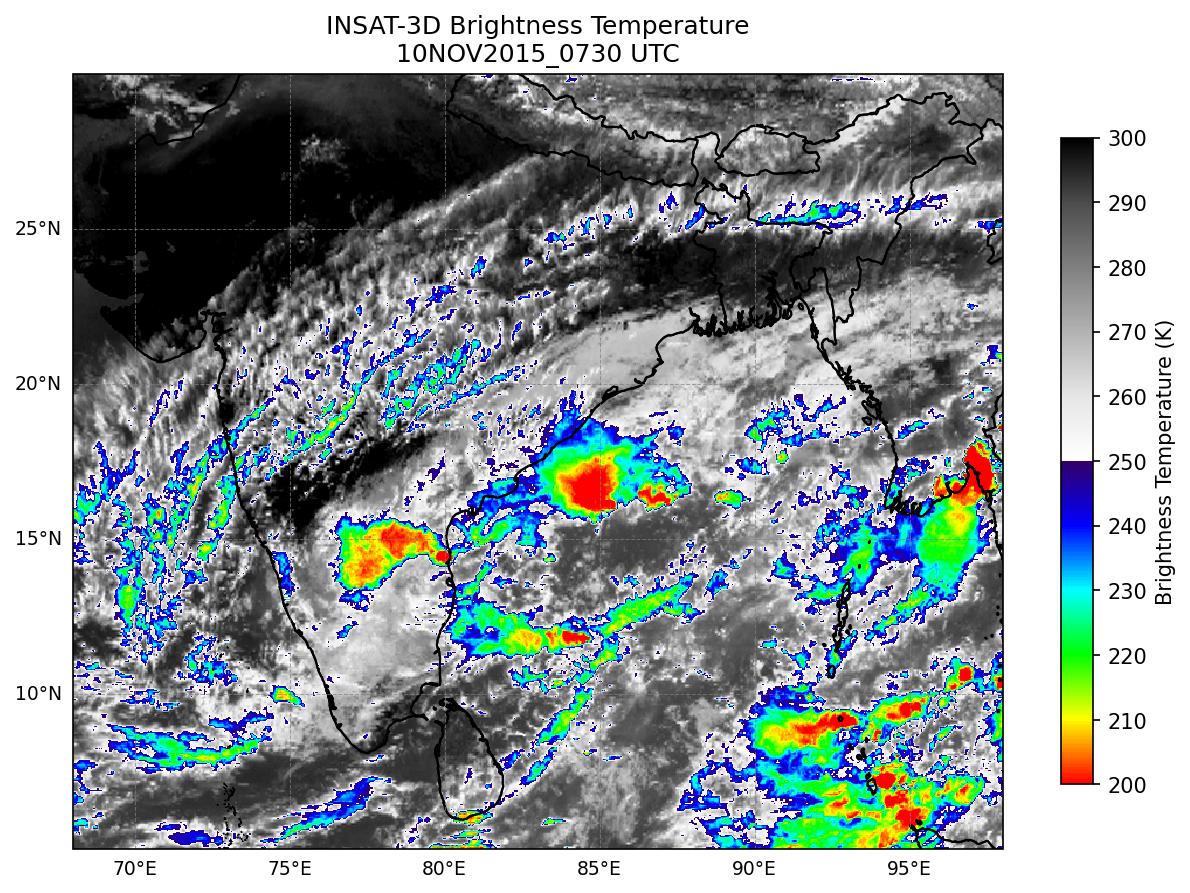 INSAT-3D Brightness Temperature
10NOV2015_0730 UTC
25°N
20°N
15°N
10°N
70°E
75°E
80°E
85°E
90°E
95°E
300
290
280
270
260
250
240
230
220
210
200
Brightness Temperature (K)